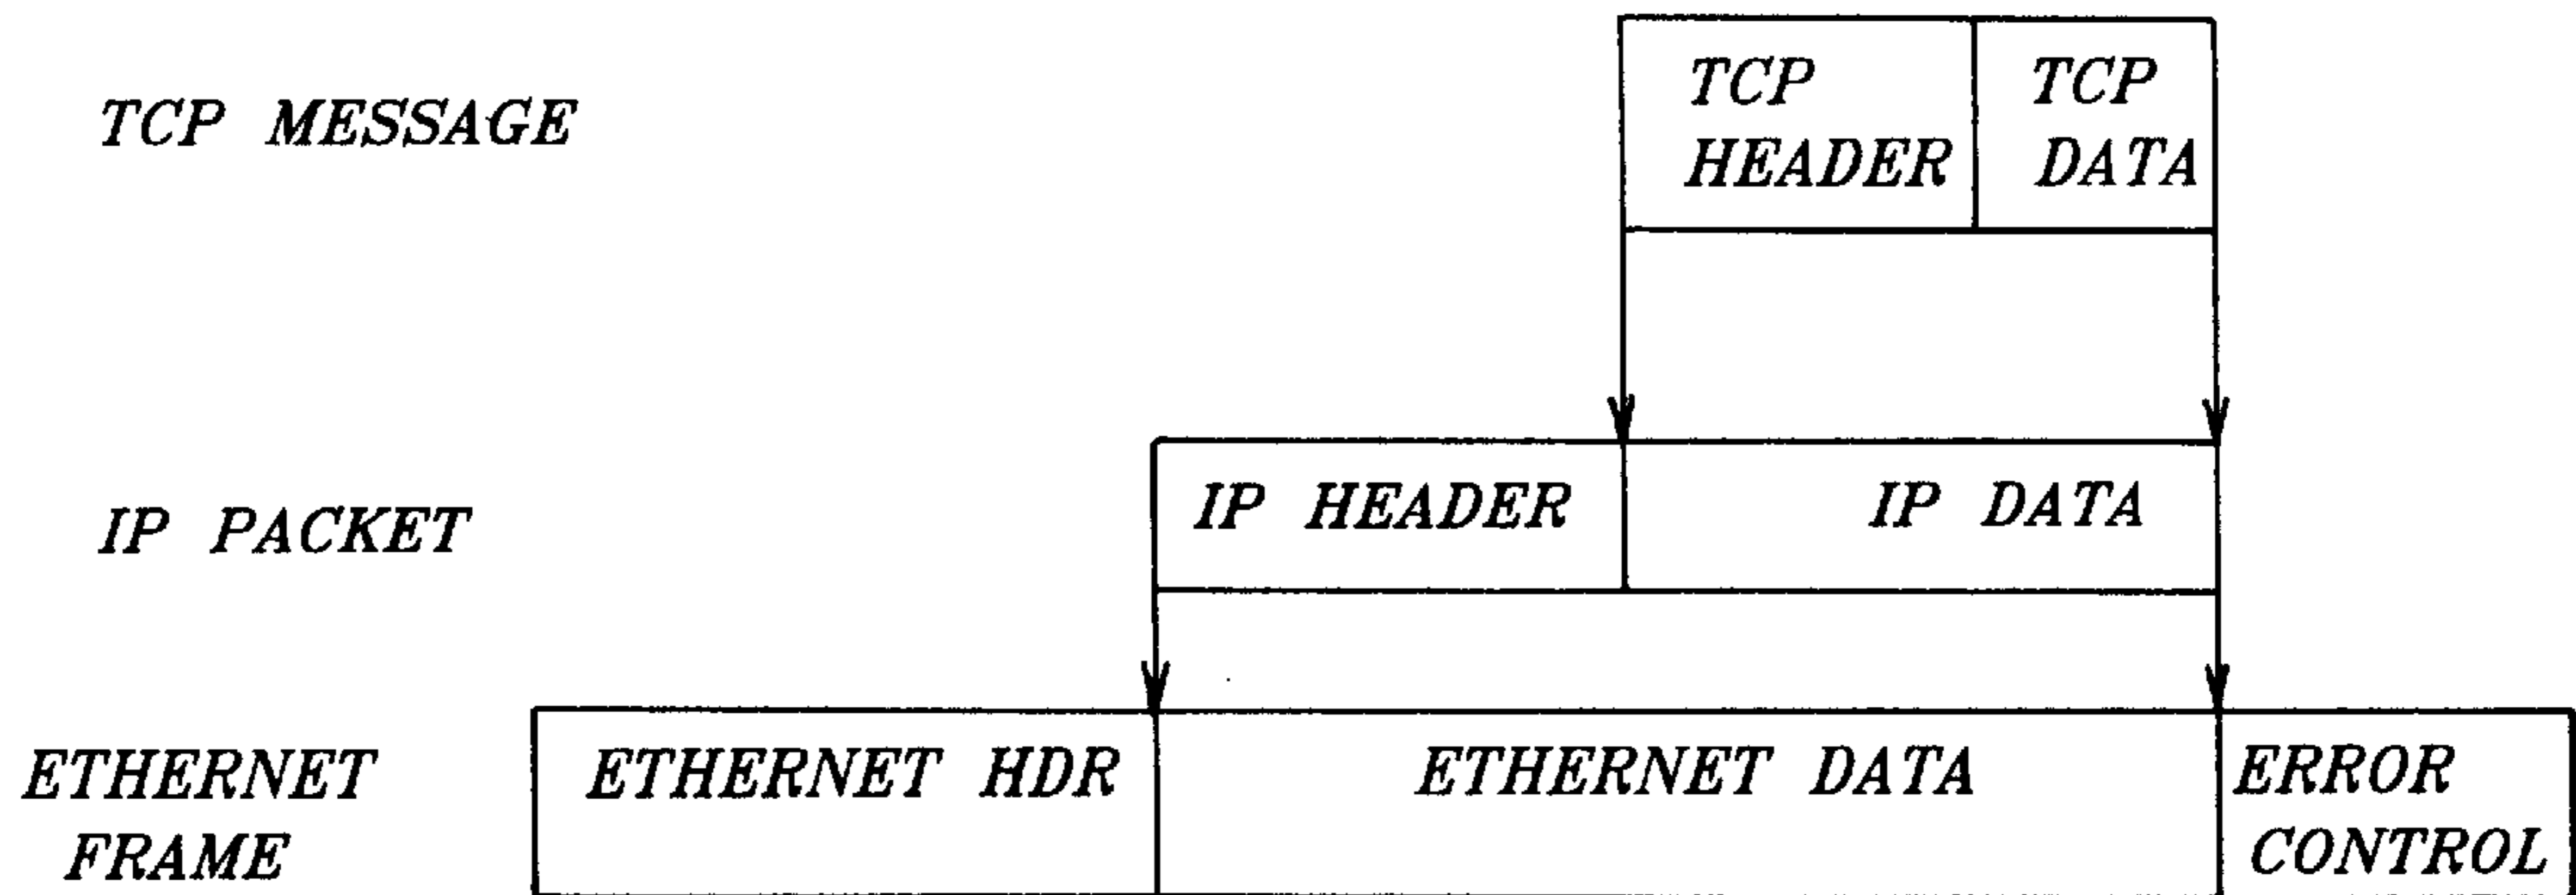 TCP MESSAGE
TCP
HEADER
TCP
DATA
IP PACKET
IP HEADER
IP DATA
ETHERNET
FRAME
ETHERNET HDR
ETHERNET DATA
ERROR
CONTROL